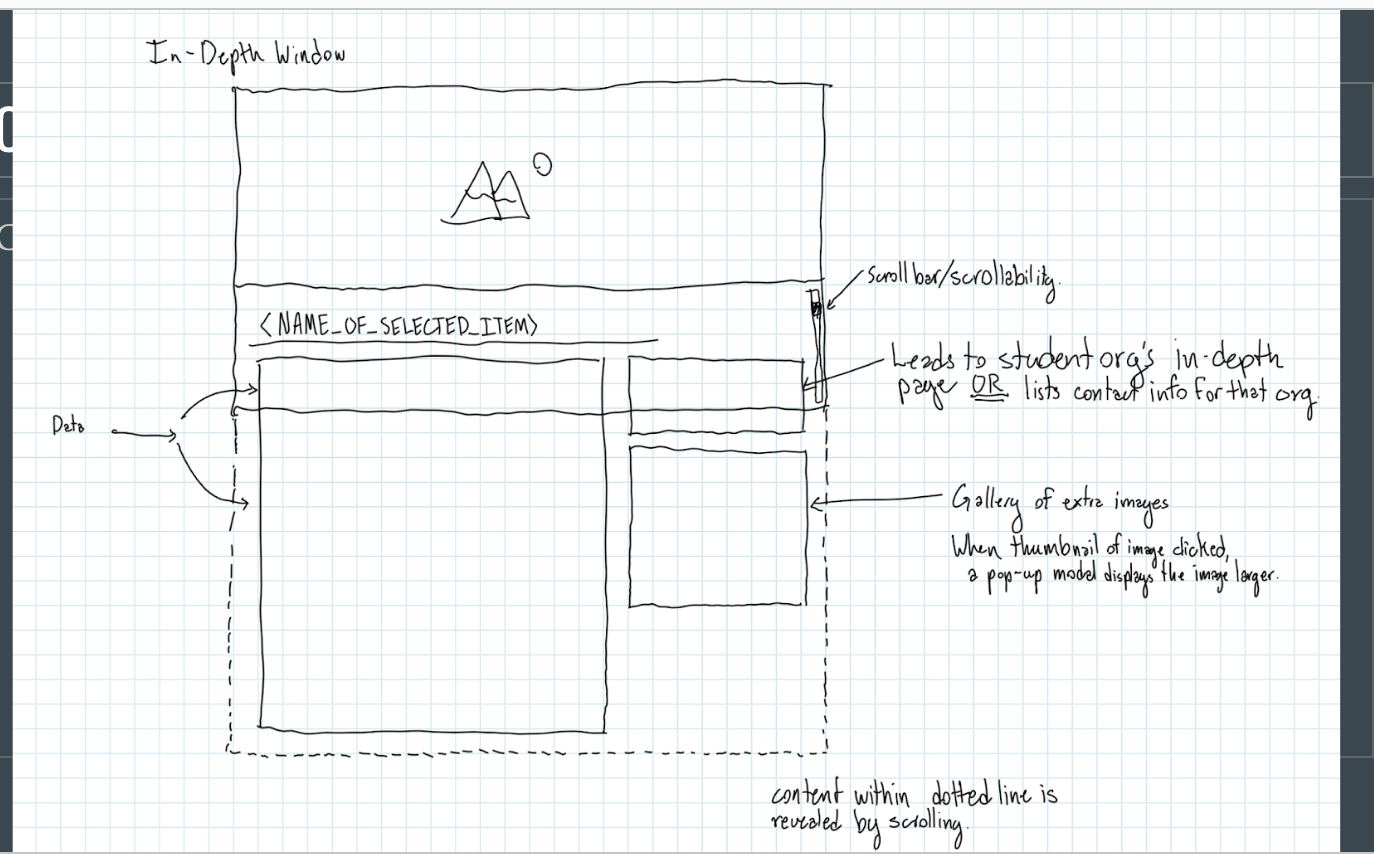 In-Depth Window
Scroll bar/scrollability.
<NAME_OF_SELECTED_ITEM>
Leads to student org's in-depth
page OR lists contact info for that org.
Data
Gallery of extra images
When thumbnail of image clicked,
a pop-up model displays the image larger.
content within dotted line is
revealed by scrolling.